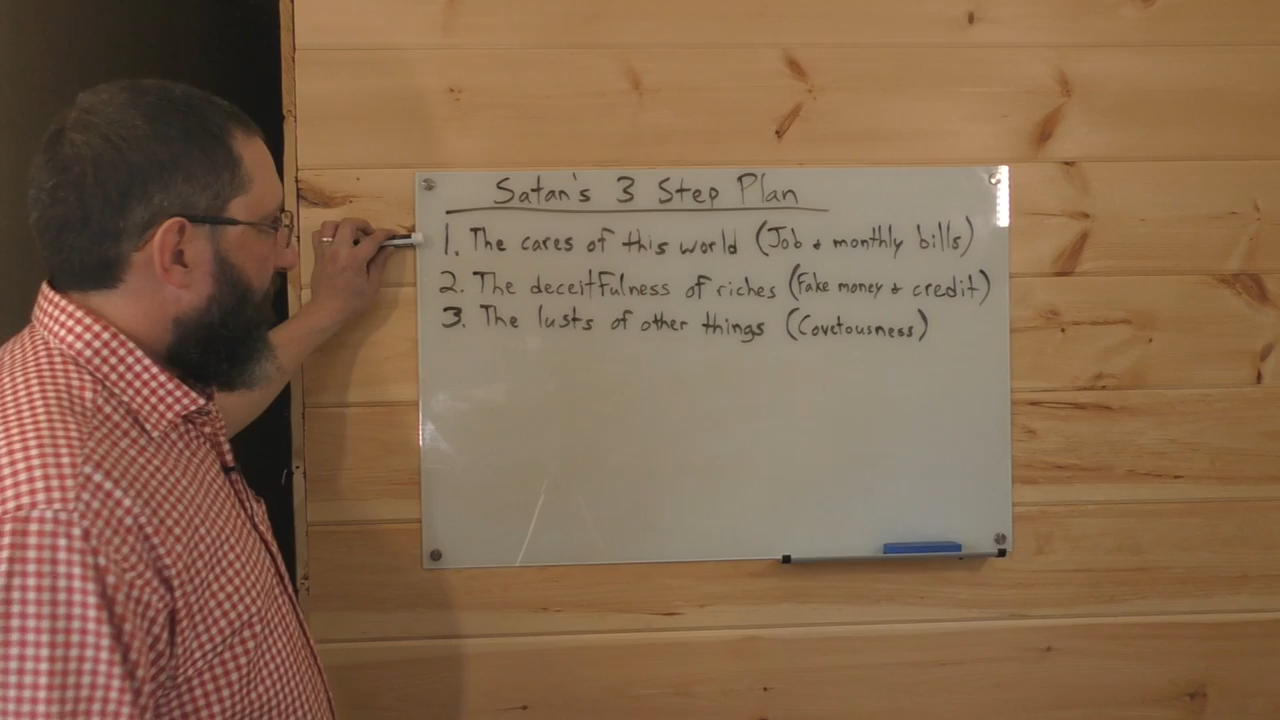 Satan's 3 Step Plan
1. The cares of this world (Job & monthly bills)
2. The deceitfulness of riches (Fake money & credit)
3. The lusts of other things (Covetousness)